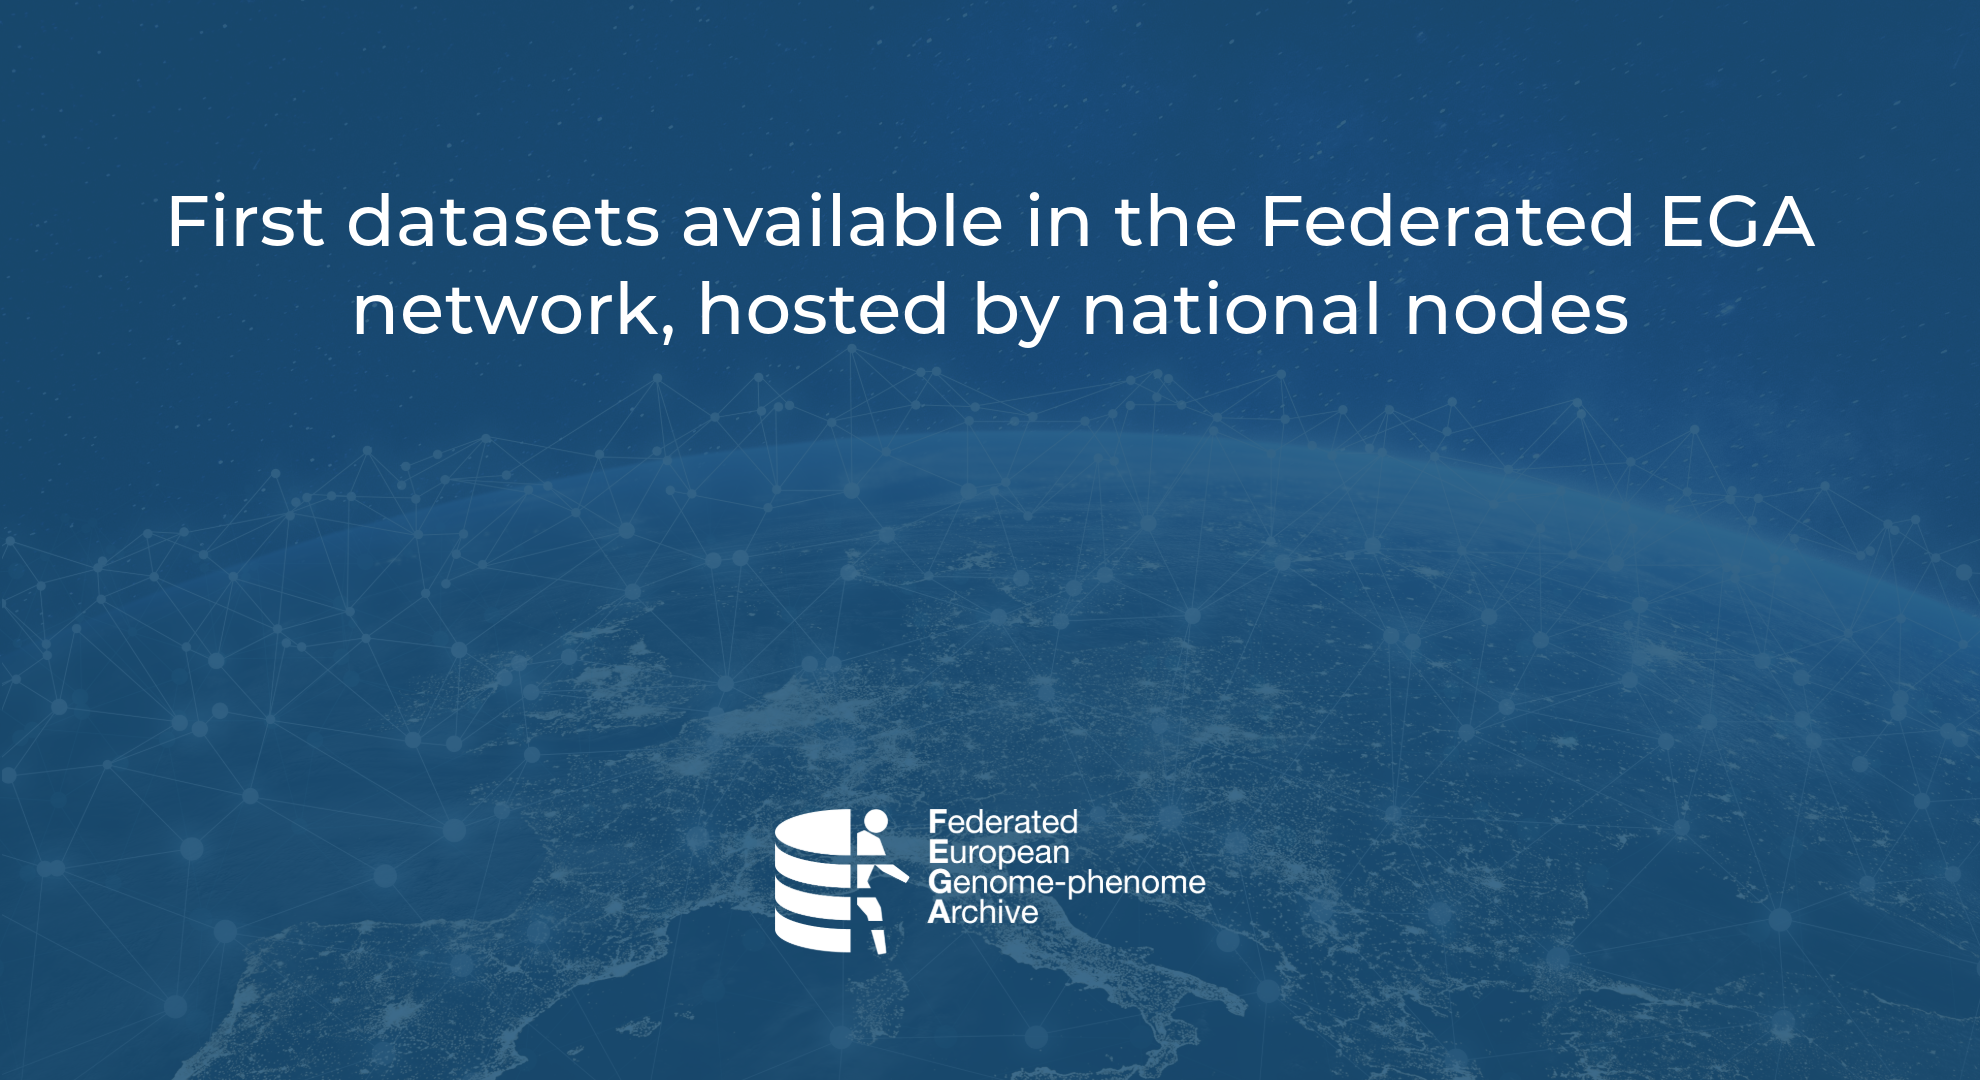 First datasets available in the Federated EGA
network, hosted by national nodes
Federated
European
Genome-phenome
Archive